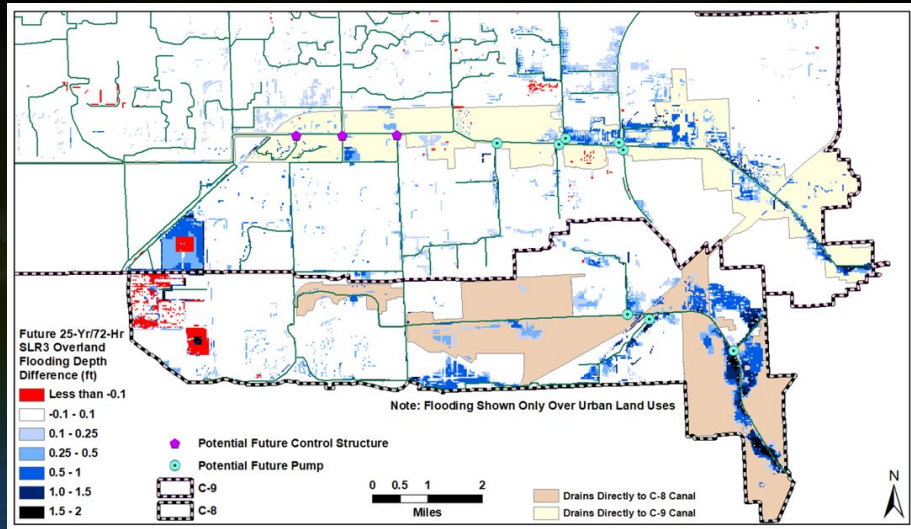 Future 25-Yr/72-Hr
SLR3 Overland
Flooding Depth
Difference (ft)
Less than -0.1
-0.1 - 0.1
0.1 - 0.25
0.25 - 0.5
0.5 - 1
1.0 - 1.5
1.5 - 2
Note: Flooding Shown Only Over Urban Land Uses
Potential Future Control Structure
Potential Future Pump
C-9
C-8
0 0.5 1 2
Miles
Drains Directly to C-8 Canal
Drains Directly to C-9 Canal
N